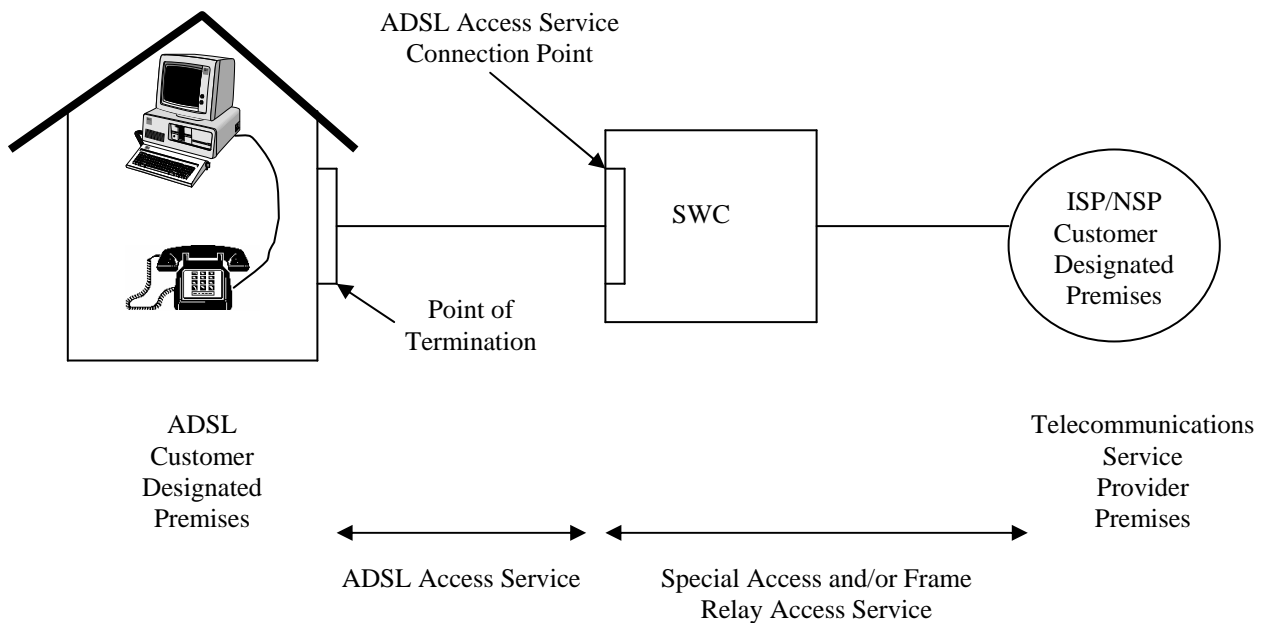 ADSL Access Service
Connection Point
SWC
ISP/NSP
Customer
Designated
Premises
Point of
Termination
ADSL
Customer
Designated
Premises
Telecommunications
Service
Provider
Premises
ADSL Access Service
Special Access and/or Frame
Relay Access Service